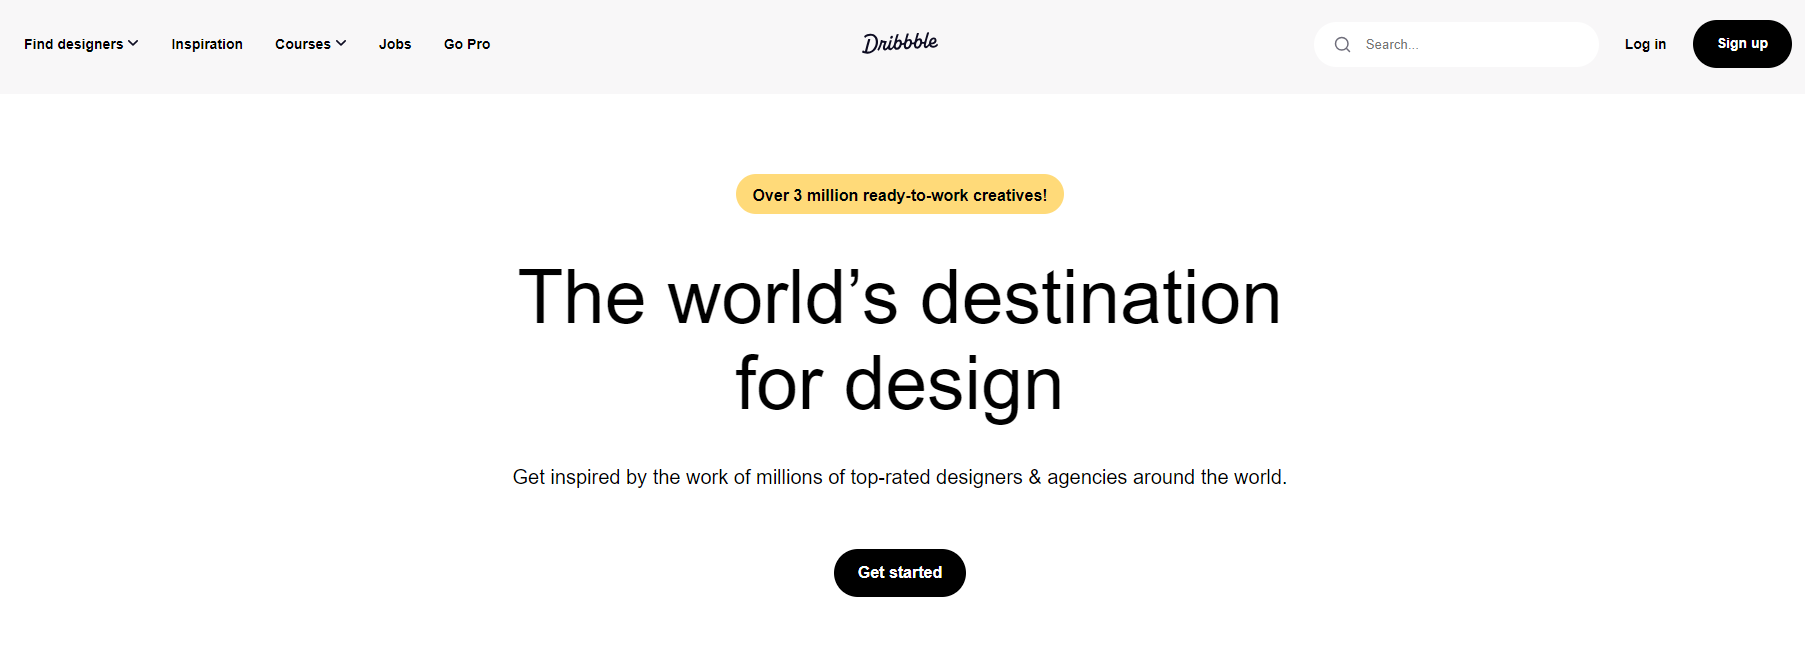 Find designers
Inspiration
Courses
Jobs
Go Pro
Dribbble
Search...
Log in
Sign up
Over 3 million ready-to-work creatives!
The world’s destination
for design
Get inspired by the work of millions of top-rated designers & agencies around the world.
Get started